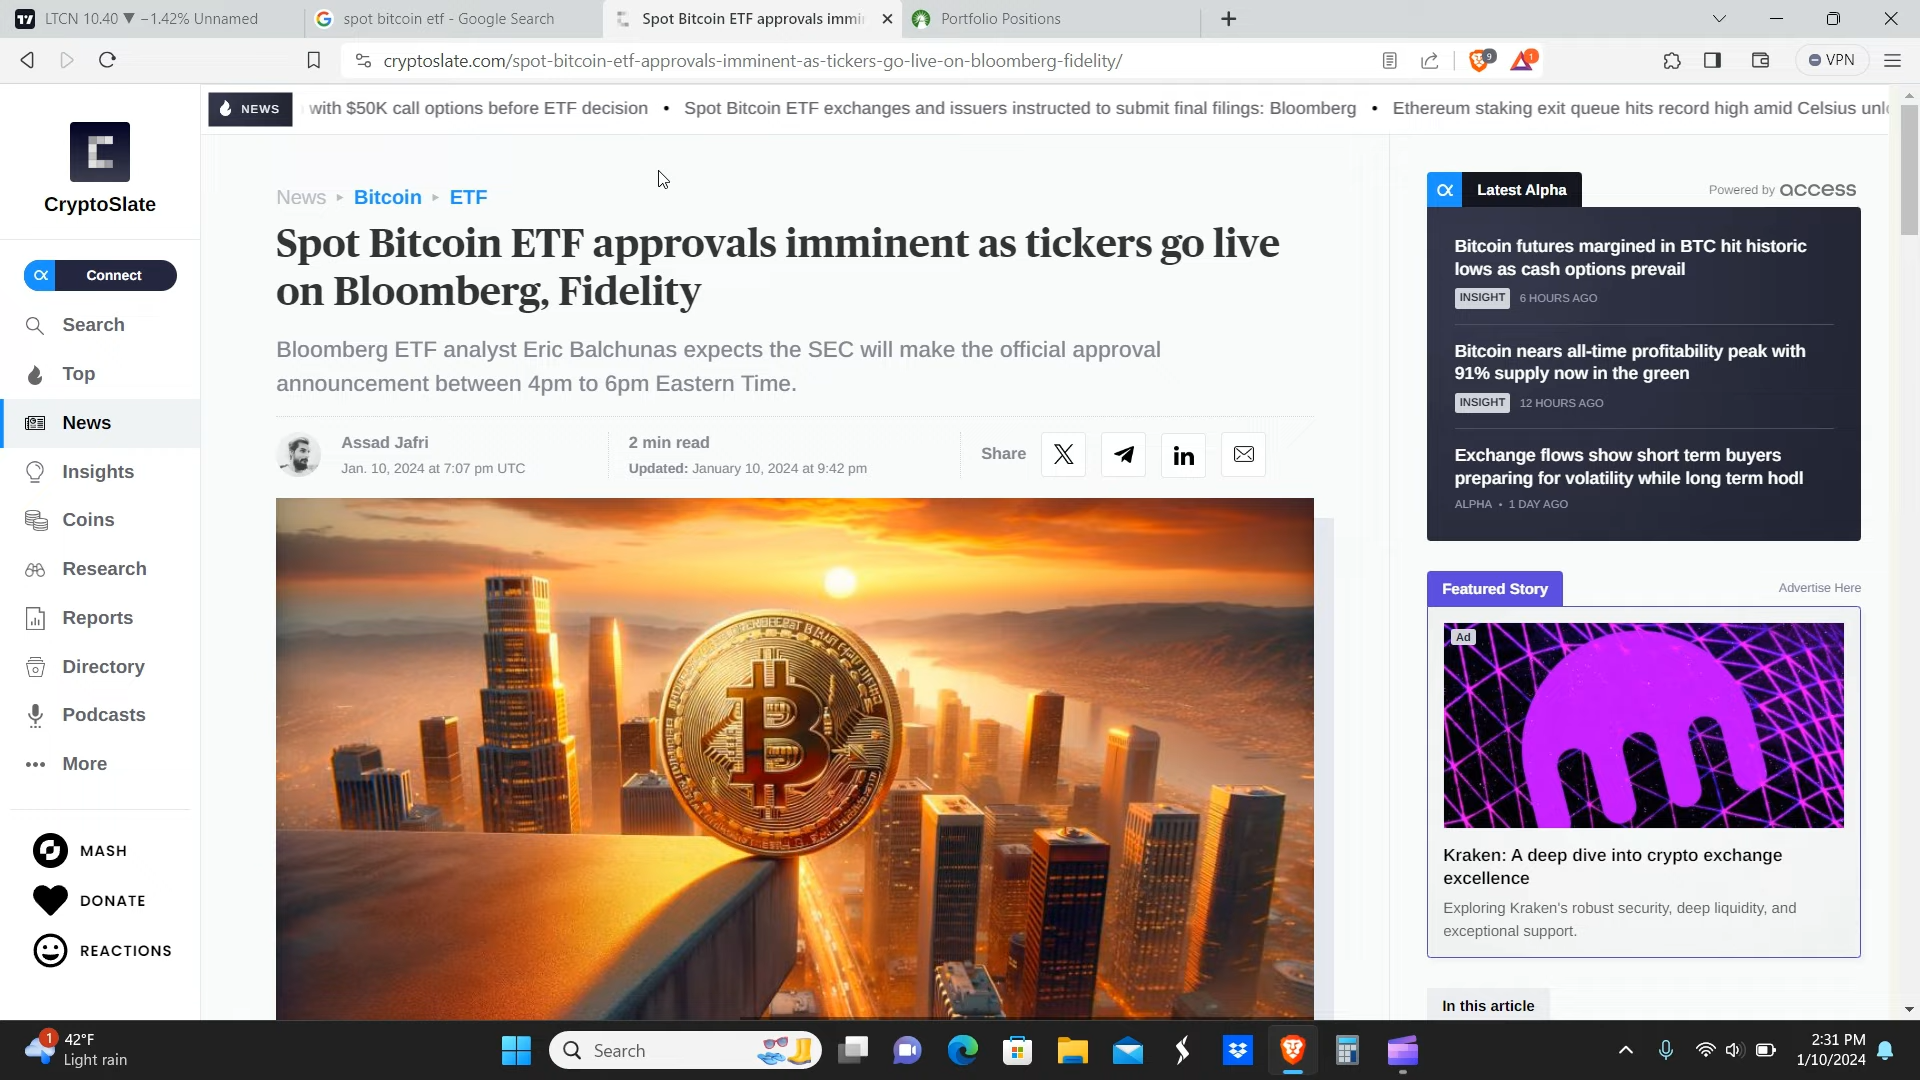 LTCN 10.40 ▼ −1.42% Unnamed
spot bitcoin etf - Google Search
Spot Bitcoin ETF approvals immi
Portfolio Positions
cryptoslate.com/spot-bitcoin-etf-approvals-imminent-as-tickers-go-live-on-bloomberg-fidelity/
9
1
VPN
CryptoSlate
Connect
Search
Top
News
Insights
Coins
Research
Reports
Directory
Podcasts
More
MASH
DONATE
REACTIONS
NEWS
with $50K call options before ETF decision • Spot Bitcoin ETF exchanges and issuers instructed to submit final filings: Bloomberg • Ethereum staking exit queue hits record high amid Celsius unl
News ▸ Bitcoin ▸ ETF
Spot Bitcoin ETF approvals imminent as tickers go live
on Bloomberg, Fidelity
Bloomberg ETF analyst Eric Balchunas expects the SEC will make the official approval
announcement between 4pm to 6pm Eastern Time.
Assad Jafri
Jan. 10, 2024 at 7:07 pm UTC
2 min read
Updated: January 10, 2024 at 9:42 pm
Share
Latest Alpha
Powered by access
Bitcoin futures margined in BTC hit historic
lows as cash options prevail
INSIGHT 6 HOURS AGO
Bitcoin nears all-time profitability peak with
91% supply now in the green
INSIGHT 12 HOURS AGO
Exchange flows show short term buyers
preparing for volatility while long term hodl
ALPHA • 1 DAY AGO
Featured Story
Advertise Here
Ad
Kraken: A deep dive into crypto exchange
excellence
Exploring Kraken's robust security, deep liquidity, and
exceptional support.
In this article
1
42°F
Light rain
Search
2:31 PM
1/10/2024